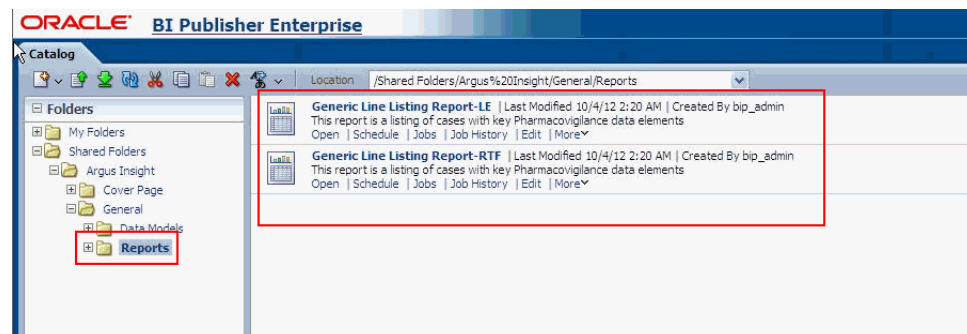 ORACLE BI Publisher Enterprise
Catalog
Location /Shared Folders/Argus%20Insight/General/Reports
Folders
My Folders
Shared Folders
Argus Insight
Cover Page
General
Data Models
Reports
Generic Line Listing Report-LE | Last Modified 10/4/12 2:20 AM | Created By bip_admin
This report is a listing of cases with key Pharmacovigilance data elements
Open | Schedule | Jobs | Job History | Edit | More
Generic Line Listing Report-RTF | Last Modified 10/4/12 2:20 AM | Created By bip_admin
This report is a listing of cases with key Pharmacovigilance data elements
Open | Schedule | Jobs | Job History | Edit | More